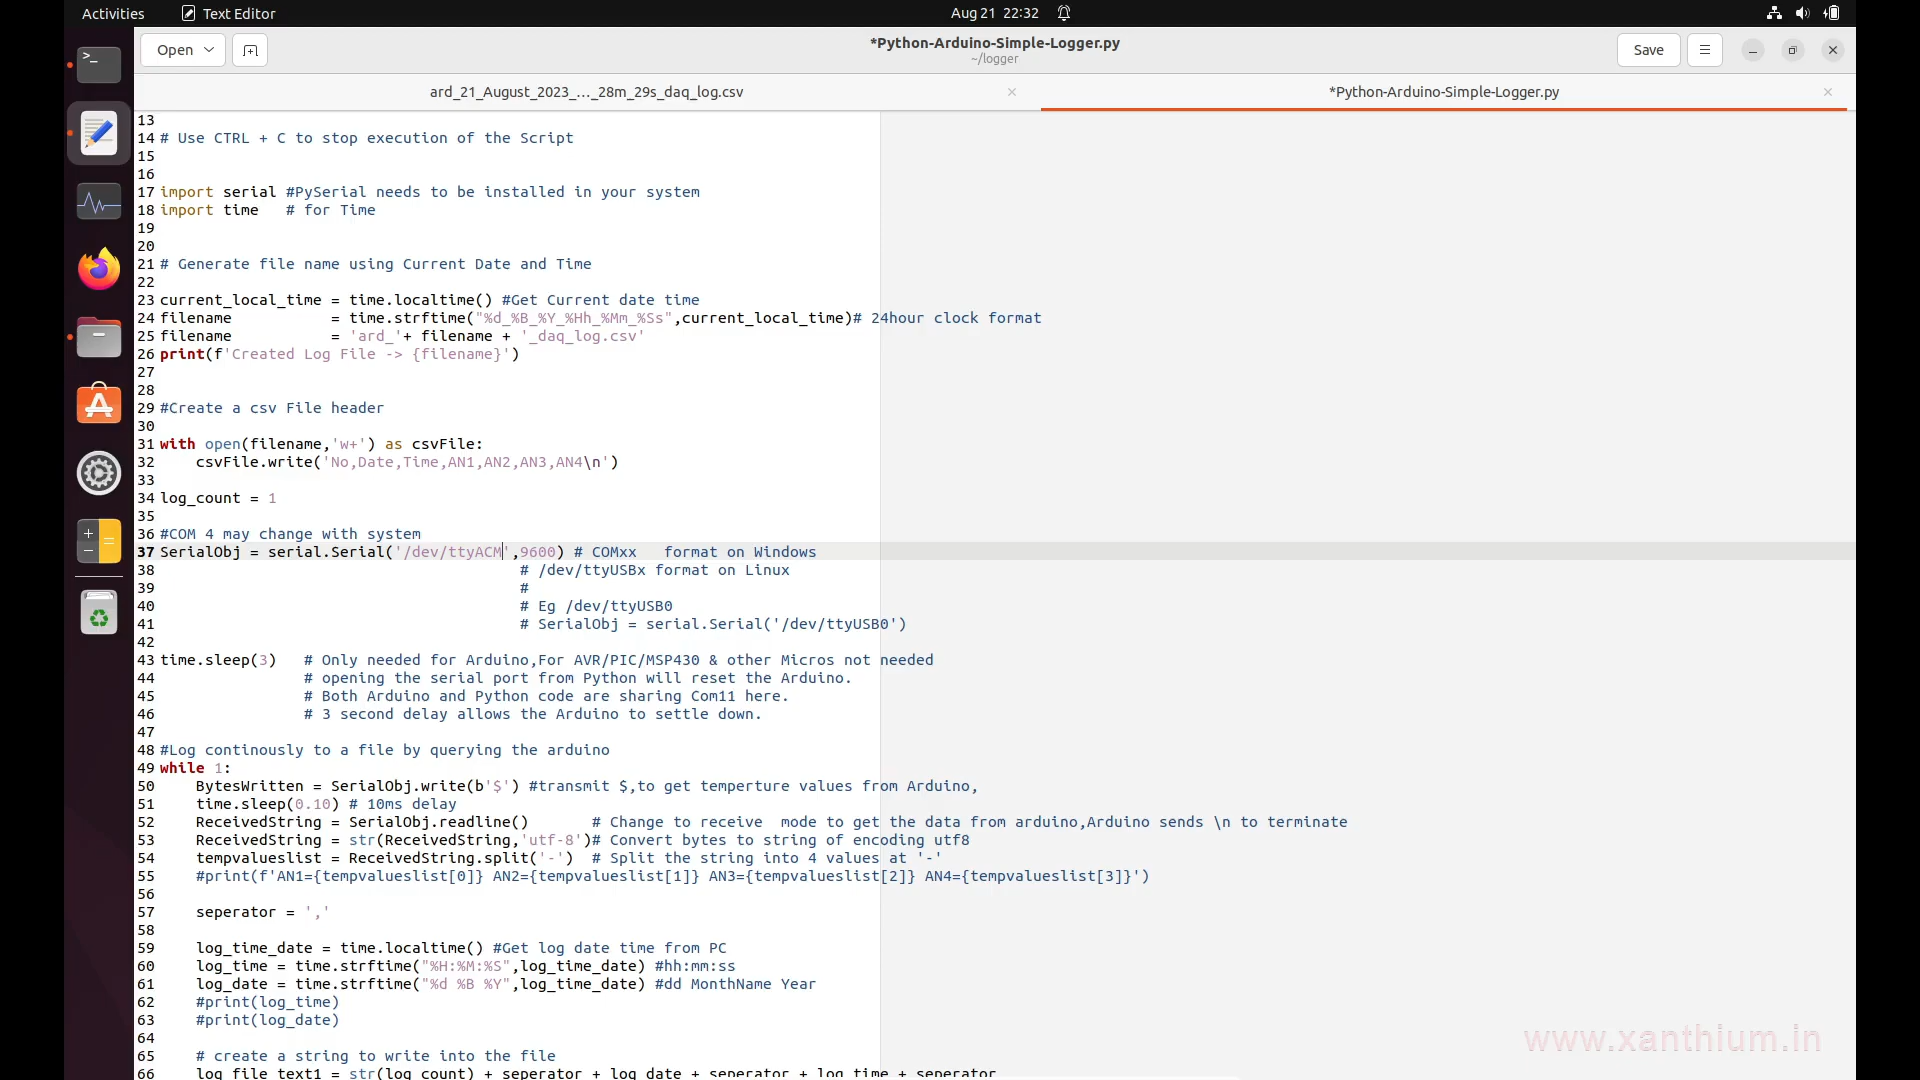 Activities
Text Editor
Aug 21 22:32
Open
*Python-Arduino-Simple-Logger.py
~/logger
Save
ard_21_August_2023_..._28m_29s_daq_log.csv
*Python-Arduino-Simple-Logger.py
13
14 # Use CTRL + C to stop execution of the Script
15
16
17 import serial #PySerial needs to be installed in your system
18 import time   # for Time
19
20
21 # Generate file name using Current Date and Time
22
23 current_local_time = time.localtime() #Get Current date time
24 filename           = time.strftime("%d_%B_%Y_%Hh_%Mm_%Ss",current_local_time)# 24hour clock format
25 filename           = 'ard_'+ filename + '_daq_log.csv'
26 print(f'Created Log File -> {filename}')
27
28
29 #Create a csv File header
30
31 with open(filename,'w+') as csvFile:
32     csvFile.write('No,Date,Time,AN1,AN2,AN3,AN4\n')
33
34 log_count = 1
35
36 #COM 4 may change with system
37 SerialObj = serial.Serial('/dev/ttyACM',9600) # COMxx   format on Windows
38                                         # /dev/ttyUSBx format on Linux
39                                         #
40                                         # Eg /dev/ttyUSB0
41                                         # SerialObj = serial.Serial('/dev/ttyUSB0')
42
43 time.sleep(3)   # Only needed for Arduino,For AVR/PIC/MSP430 & other Micros not needed
44                 # opening the serial port from Python will reset the Arduino.
45                 # Both Arduino and Python code are sharing Com11 here.
46                 # 3 second delay allows the Arduino to settle down.
47
48 #Log continously to a file by querying the arduino
49 while 1:
50     BytesWritten = SerialObj.write(b'$') #transmit $,to get temperture values from Arduino,
51     time.sleep(0.10) # 10ms delay
52     ReceivedString = SerialObj.readline()       # Change to receive  mode to get the data from arduino,Arduino sends \n to terminate
53     ReceivedString = str(ReceivedString,'utf-8')# Convert bytes to string of encoding utf8
54     tempvalueslist = ReceivedString.split('-')  # Split the string into 4 values at '-'
55     #print(f'AN1={tempvalueslist[0]} AN2={tempvalueslist[1]} AN3={tempvalueslist[2]} AN4={tempvalueslist[3]}')
56
57     seperator = ','
58
59     log_time_date = time.localtime() #Get log date time from PC
60     log_time = time.strftime("%H:%M:%S",log_time_date) #hh:mm:ss
61     log_date = time.strftime("%d %B %Y",log_time_date) #dd MonthName Year
62     #print(log_time)
63     #print(log_date)
64
65     # create a string to write into the file
66     log_file_text1 = str(log_count) + seperator + log_date + seperator + log_time + seperator
www.xanthium.in